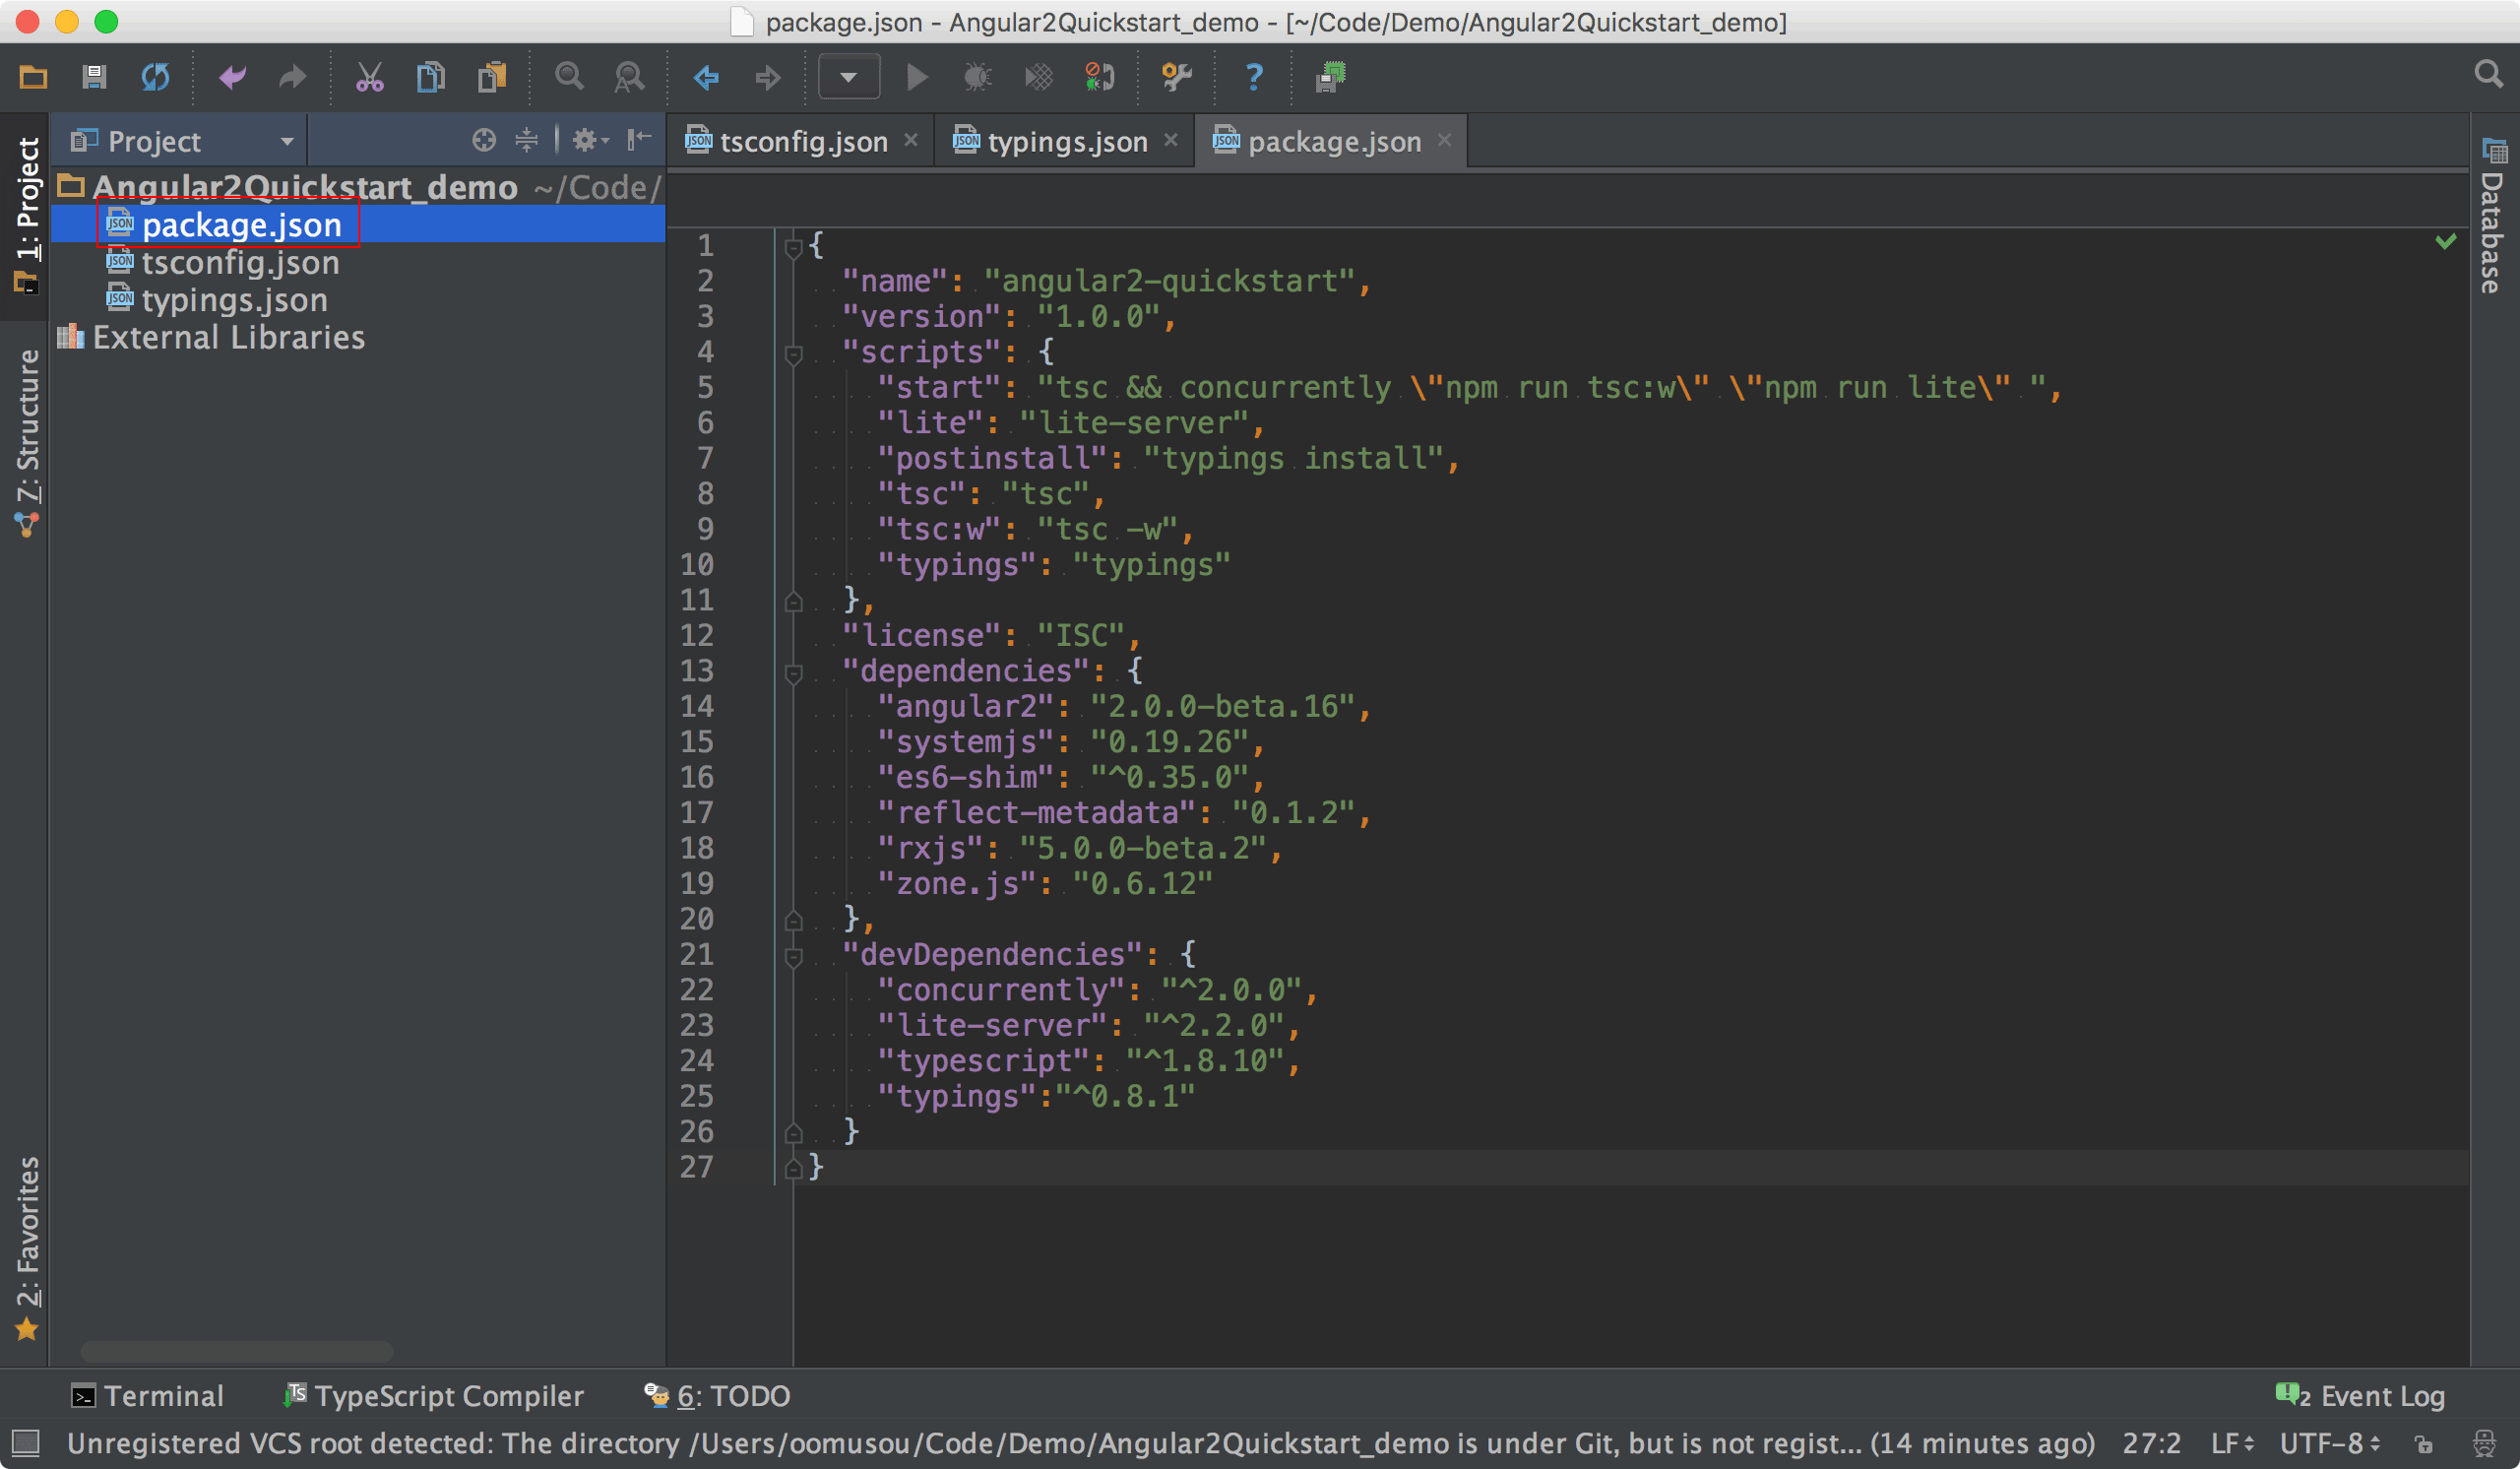 package.json - Angular2Quickstart_demo - [~/Code/Demo/Angular2Quickstart_demo]
Project
tsconfig.json
typings.json
package.json
1: Project
7: Structure
2: Favorites
Database
Angular2Quickstart_demo ~/Code/
package.json
tsconfig.json
typings.json
External Libraries
1 {
2 "name": "angular2-quickstart",
3 "version": "1.0.0",
4 "scripts": {
5 "start": "tsc && concurrently \"npm run tsc:w\" \"npm run lite\" ",
6 "lite": "lite-server",
7 "postinstall": "typings install",
8 "tsc": "tsc",
9 "tsc:w": "tsc -w",
10 "typings": "typings"
11 },
12 "license": "ISC",
13 "dependencies": {
14 "angular2": "2.0.0-beta.16",
15 "systemjs": "0.19.26",
16 "es6-shim": "^0.35.0",
17 "reflect-metadata": "0.1.2",
18 "rxjs": "5.0.0-beta.2",
19 "zone.js": "0.6.12"
20 },
21 "devDependencies": {
22 "concurrently": "^2.0.0",
23 "lite-server": "^2.2.0",
24 "typescript": "^1.8.10",
25 "typings":"^0.8.1"
26 }
27 }
Terminal
TypeScript Compiler
6: TODO
2 Event Log
Unregistered VCS root detected: The directory /Users/oomusou/Code/Demo/Angular2Quickstart_demo is under Git, but is not regist... (14 minutes ago)
27:2
LF
UTF-8